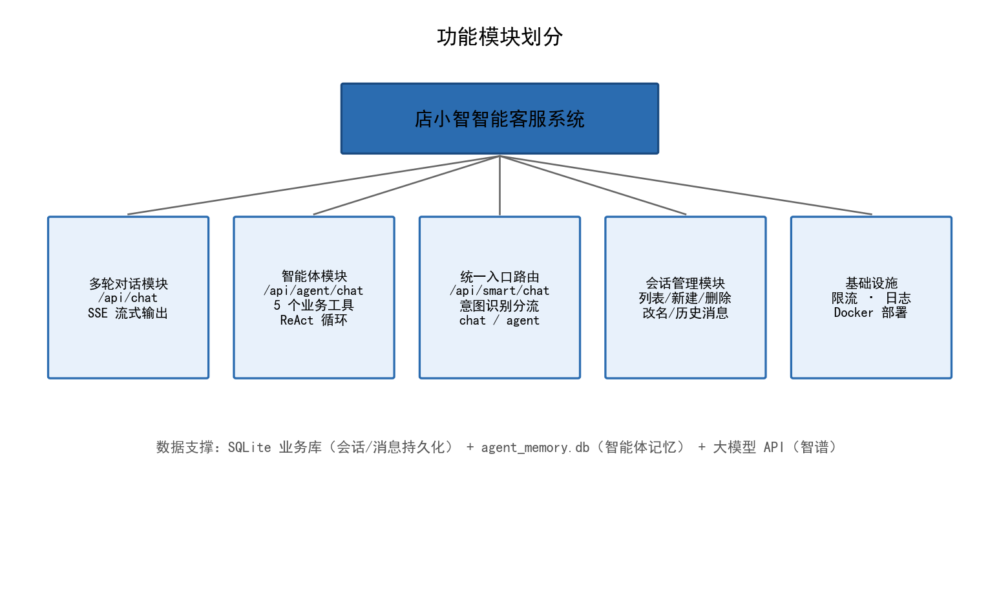 功能模块划分
店小智智能客服系统
多轮对话模块
/api/chat
SSE 流式输出
智能体模块
/api/agent/chat
5 个业务工具
ReAct 循环
统一入口路由
/api/smart/chat
意图识别分流
chat / agent
会话管理模块
列表/新建/删除
改名/历史消息
基础设施
限流 · 日志
Docker 部署
数据支撑：SQLite 业务库（会话/消息持久化） + agent_memory.db（智能体记忆） + 大模型 API（智谱）